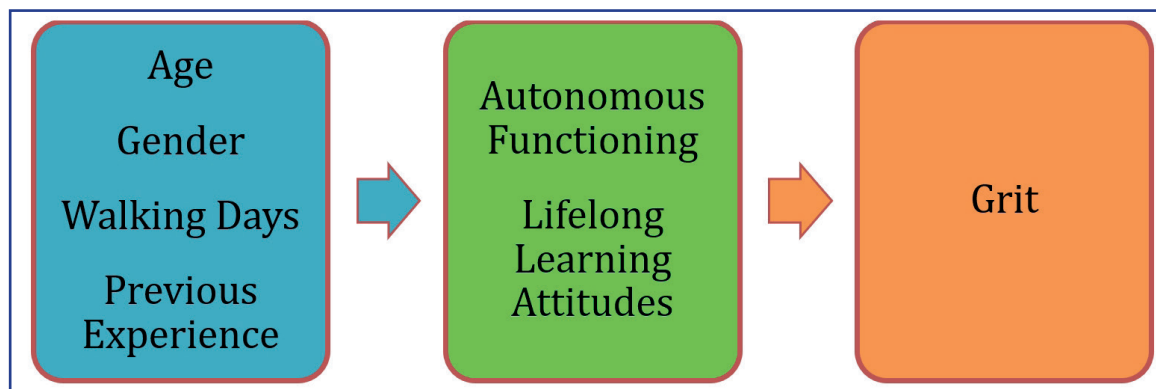 Age
Gender
Walking Days
Previous
Experience
Autonomous
Functioning
Lifelong
Learning
Attitudes
Grit